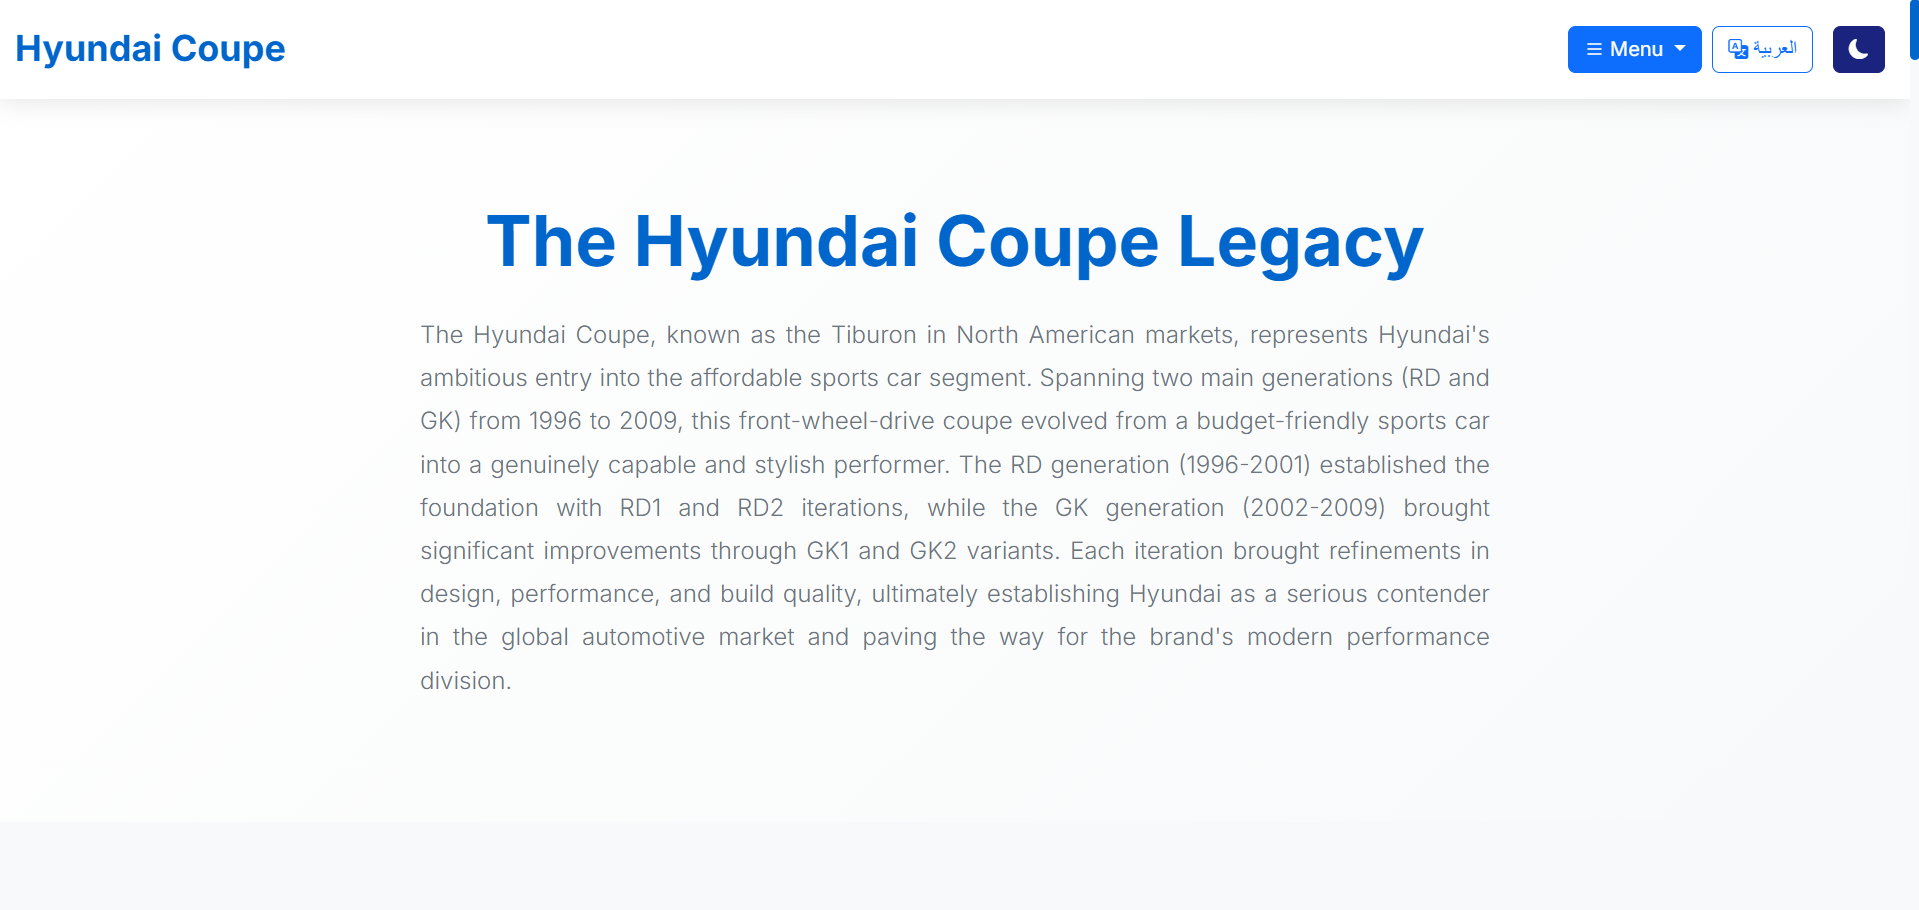 Hyundai Coupe
Menu
العربية
The Hyundai Coupe Legacy
The Hyundai Coupe, known as the Tiburon in North American markets, represents Hyundai's
ambitious entry into the affordable sports car segment. Spanning two main generations (RD and
GK) from 1996 to 2009, this front-wheel-drive coupe evolved from a budget-friendly sports car
into a genuinely capable and stylish performer. The RD generation (1996-2001) established the
foundation with RD1 and RD2 iterations, while the GK generation (2002-2009) brought
significant improvements through GK1 and GK2 variants. Each iteration brought refinements in
design, performance, and build quality, ultimately establishing Hyundai as a serious contender
in the global automotive market and paving the way for the brand's modern performance
division.